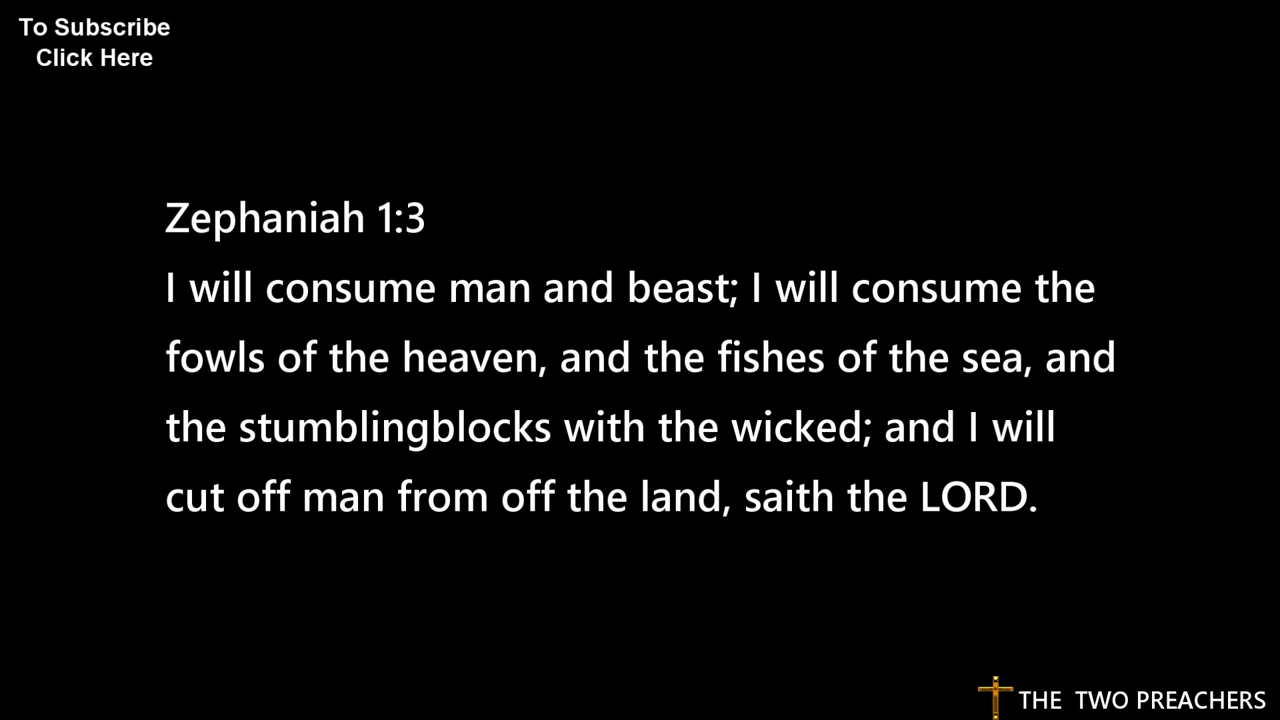 To Subscribe
Click Here
Zephaniah 1:3
I will consume man and beast; I will consume the
fowls of the heaven, and the fishes of the sea, and
the stumblingblocks with the wicked; and I will
cut off man from off the land, saith the LORD.
THE TWO PREACHERS